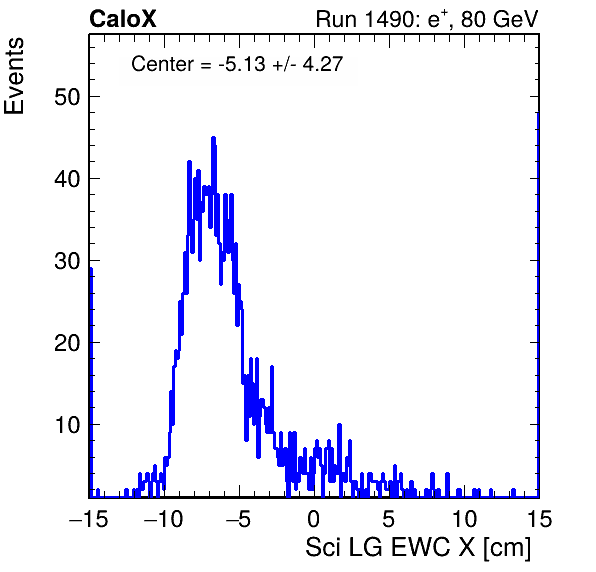 CaloX Run 1490: e⁺, 80 GeV
Center = -5.13 +/- 4.27
Events
50
40
30
20
10
−15 −10 −5 0 5 10 15
Sci LG EWC X [cm]